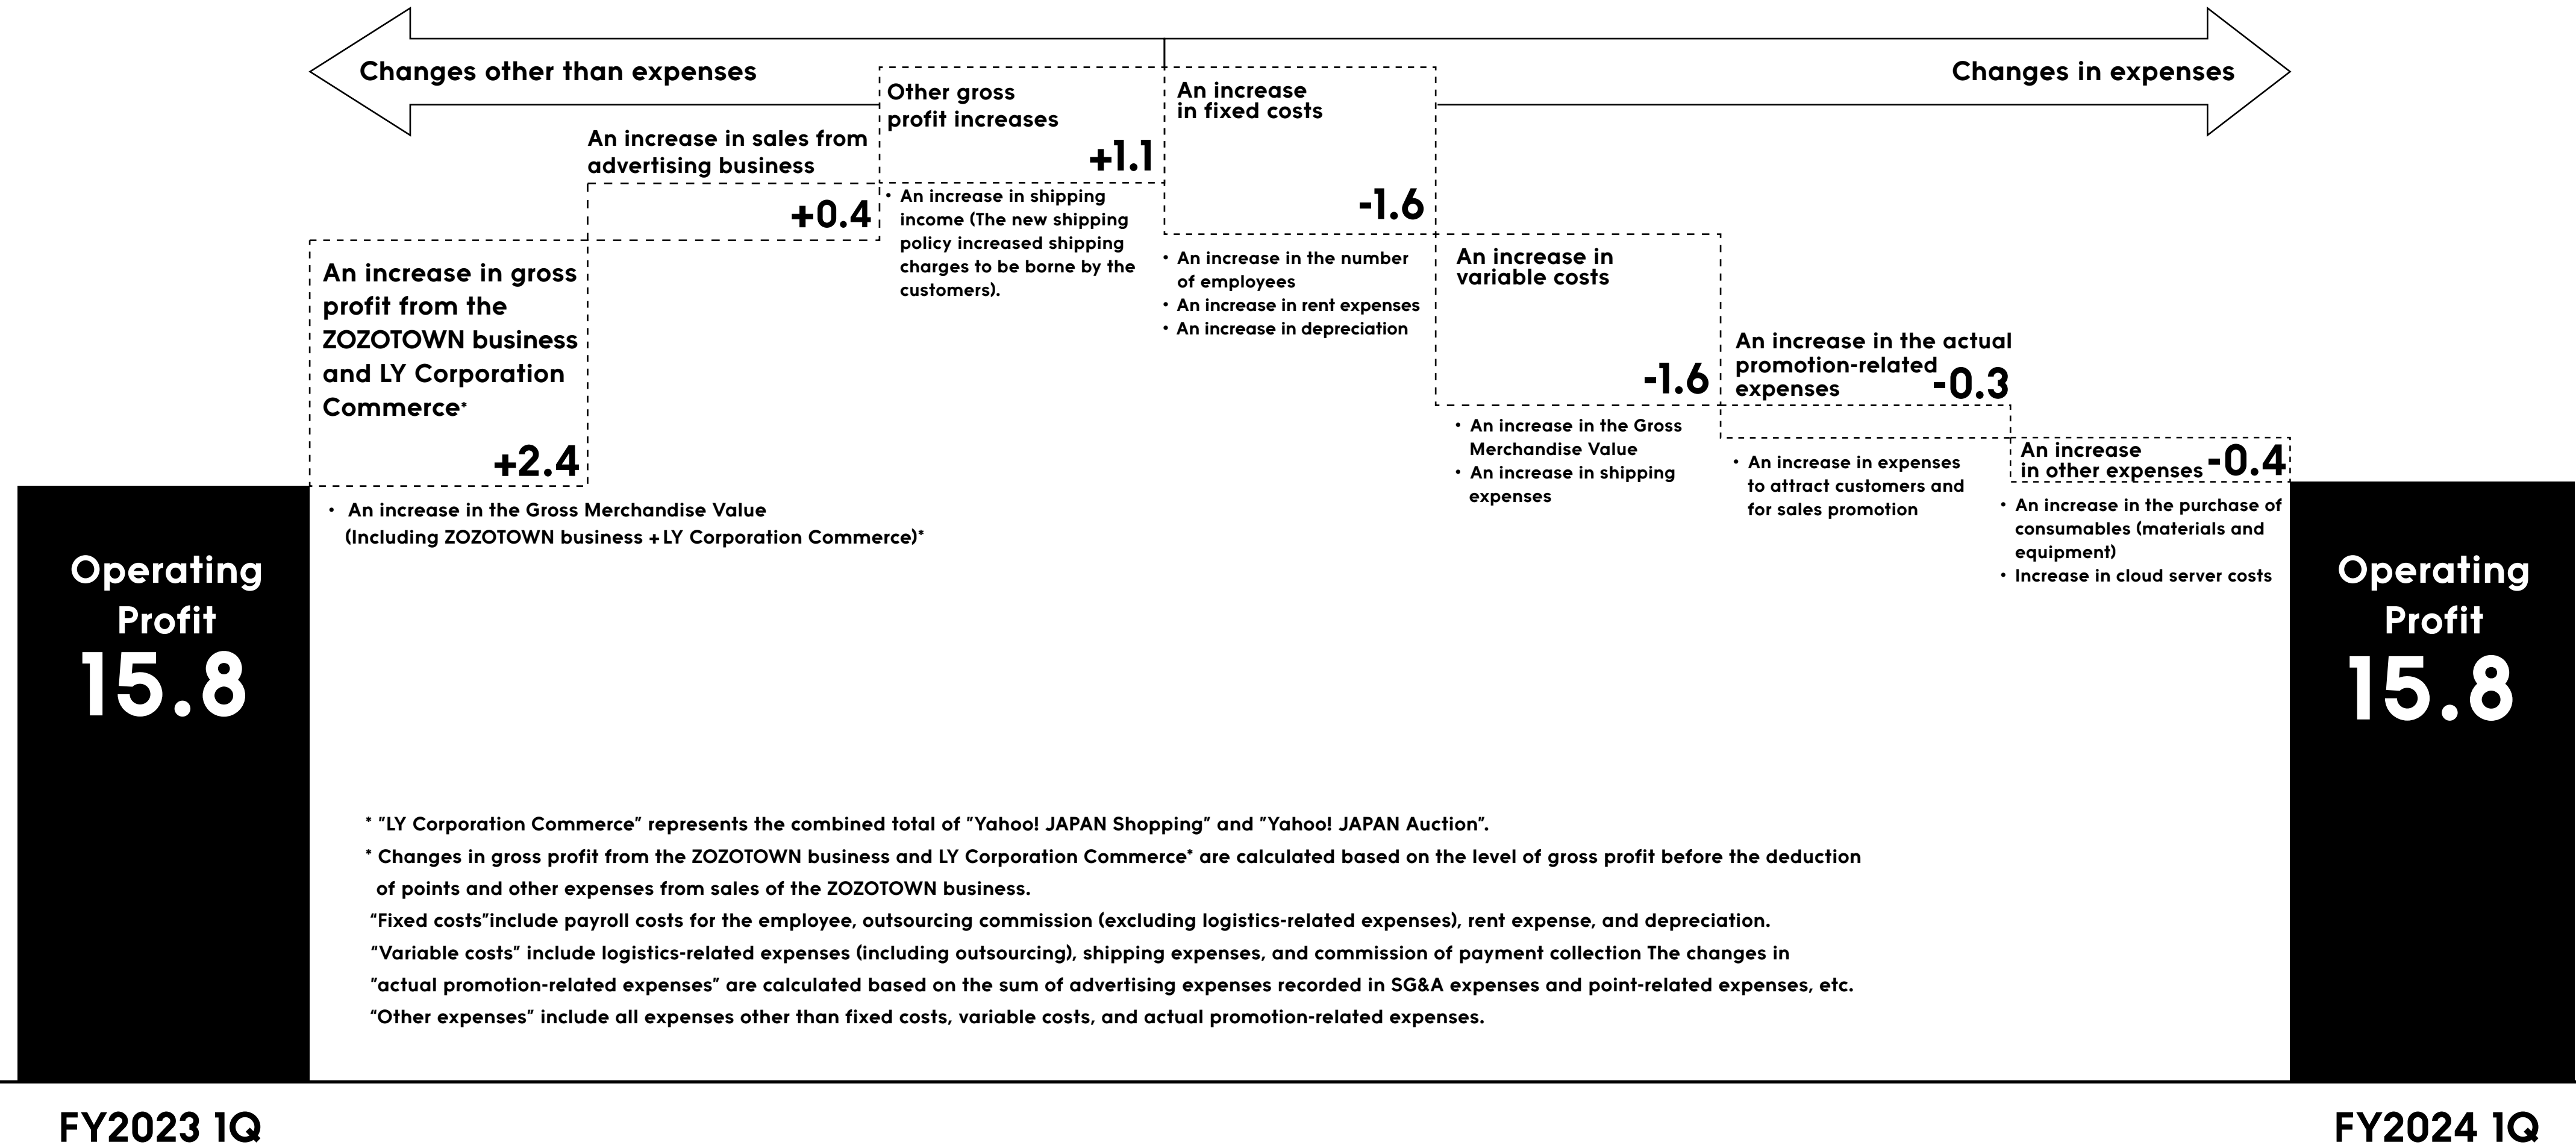 Changes other than expenses
Changes in expenses
Operating
Profit
15.8
FY2023 1Q
An increase in gross
profit from the
ZOZOTOWN business
and LY Corporation
Commerce*
+2.4
• An increase in the Gross Merchandise Value
(Including ZOZOTOWN business +LY Corporation Commerce)*
An increase in sales from
advertising business
+0.4
Other gross
profit increases
+1.1
• An increase in shipping
income (The new shipping
policy increased shipping
charges to be borne by the
customers).
An increase
in fixed costs
-1.6
• An increase in the number
of employees
• An increase in rent expenses
• An increase in depreciation
An increase in
variable costs
-1.6
• An increase in the Gross
Merchandise Value
• An increase in shipping
expenses
An increase in the actual
promotion-related
expenses
-0.3
• An increase in expenses
to attract customers and
for sales promotion
An increase
in other expenses
-0.4
• An increase in the purchase of
consumables (materials and
equipment)
• Increase in cloud server costs
Operating
Profit
15.8
FY2024 1Q
* "LY Corporation Commerce" represents the combined total of "Yahoo! JAPAN Shopping" and "Yahoo! JAPAN Auction".
* Changes in gross profit from the ZOZOTOWN business and LY Corporation Commerce* are calculated based on the level of gross profit before the deduction
of points and other expenses from sales of the ZOZOTOWN business.
“Fixed costs”include payroll costs for the employee, outsourcing commission (excluding logistics-related expenses), rent expense, and depreciation.
“Variable costs” include logistics-related expenses (including outsourcing), shipping expenses, and commission of payment collection The changes in
"actual promotion-related expenses" are calculated based on the sum of advertising expenses recorded in SG&A expenses and point-related expenses, etc.
“Other expenses” include all expenses other than fixed costs, variable costs, and actual promotion-related expenses.